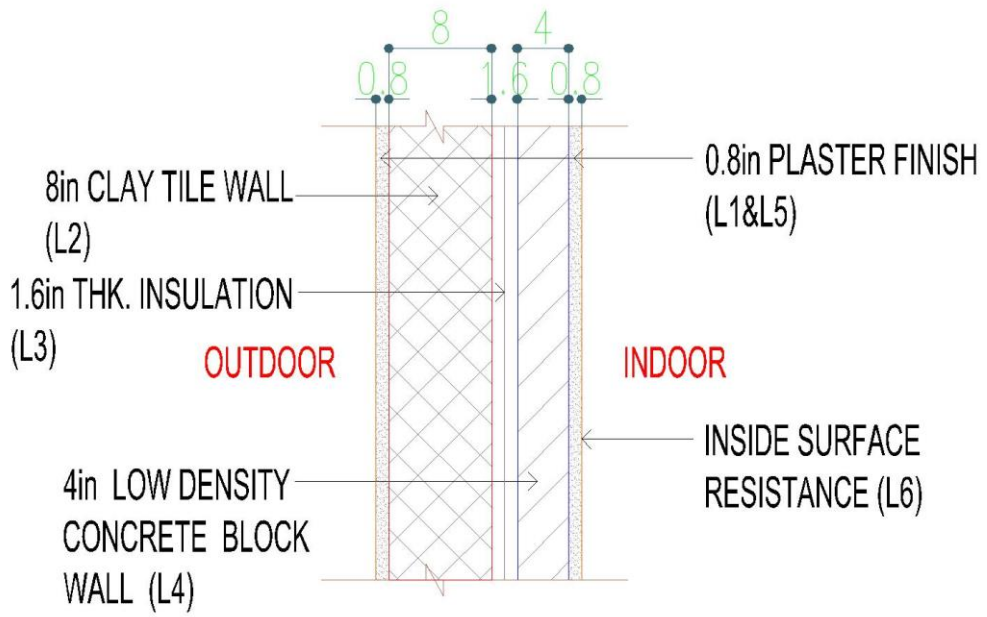 8 4
0.8 1.6 0.8
8in CLAY TILE WALL
(L2)
1.6in THK. INSULATION
(L3)
OUTDOOR
4in LOW DENSITY
CONCRETE BLOCK
WALL (L4)
0.8in PLASTER FINISH
(L1&L5)
INDOOR
INSIDE SURFACE
RESISTANCE (L6)